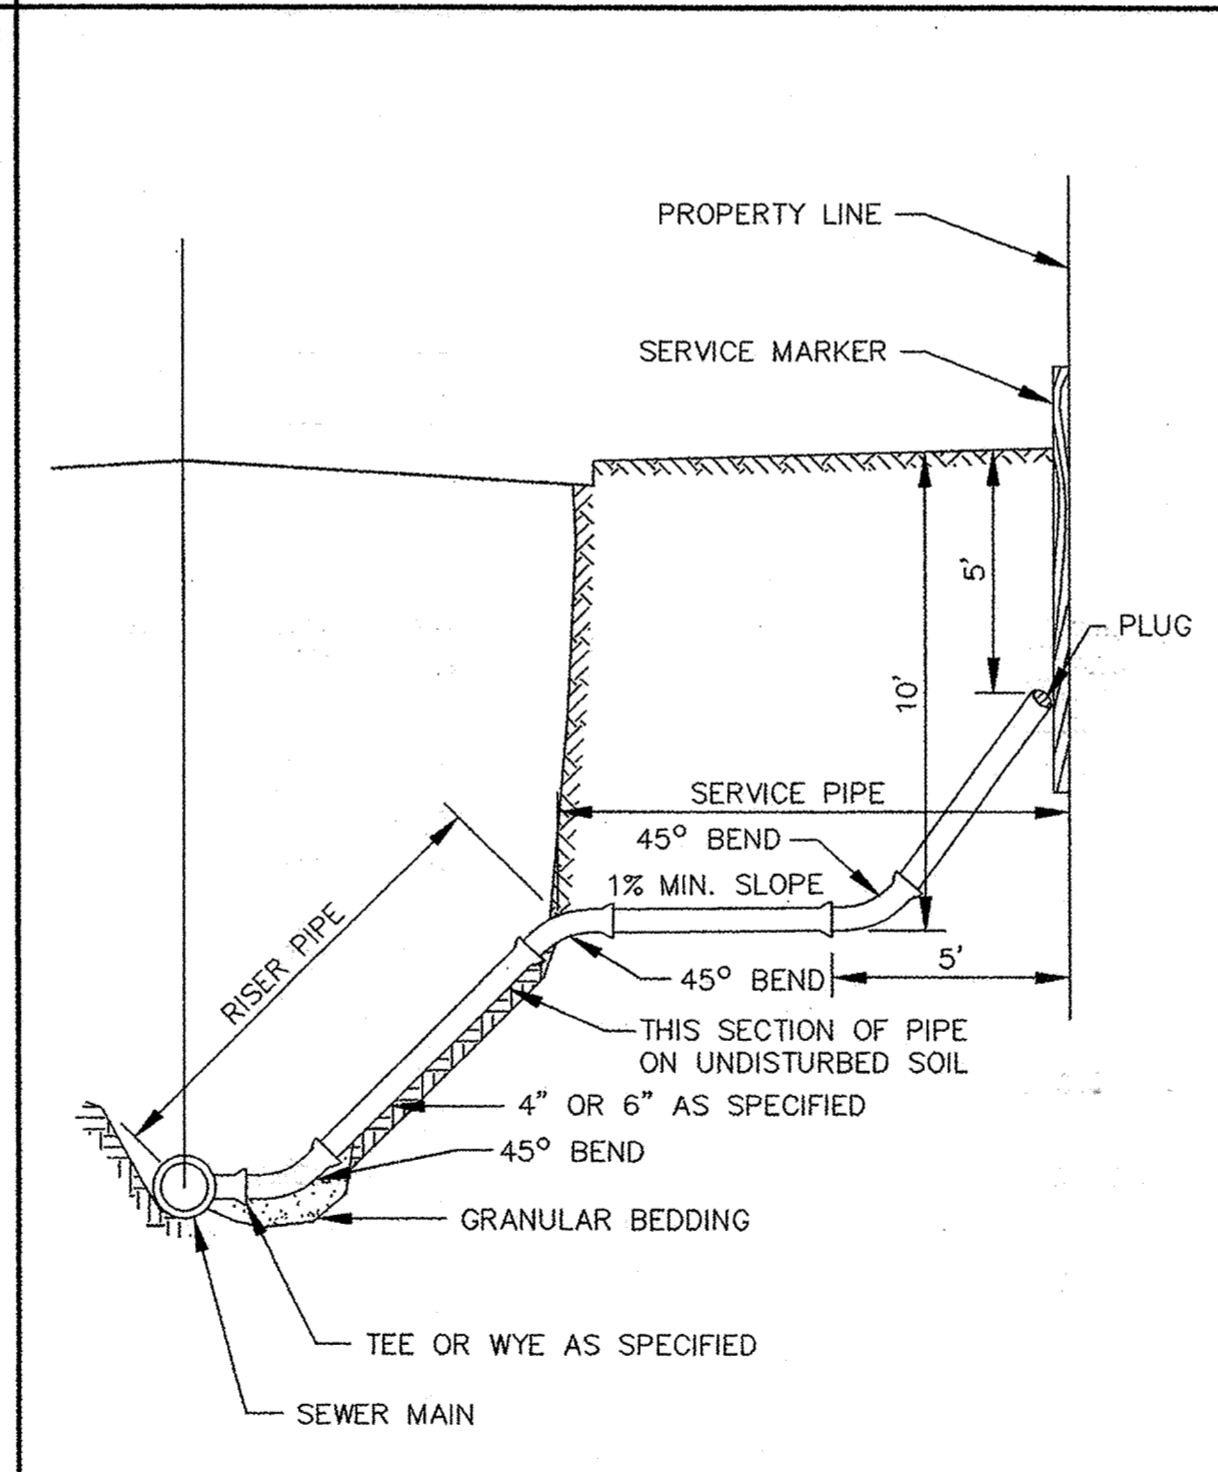 PROPERTY LINE
SERVICE MARKER
5'
PLUG
10'
SERVICE PIPE
45° BEND
1% MIN. SLOPE
RISER PIPE
5'
45° BEND
THIS SECTION OF PIPE
ON UNDISTURBED SOIL
4" OR 6" AS SPECIFIED
45° BEND
GRANULAR BEDDING
TEE OR WYE AS SPECIFIED
SEWER MAIN